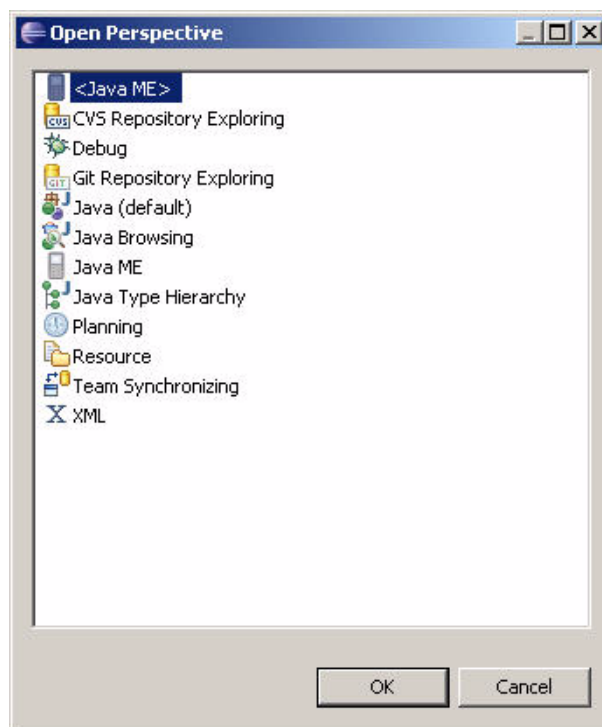 Open Perspective
<Java ME>
CVS Repository Exploring
Debug
Git Repository Exploring
Java (default)
Java Browsing
Java ME
Java Type Hierarchy
Planning
Resource
Team Synchronizing
XML
OK Cancel